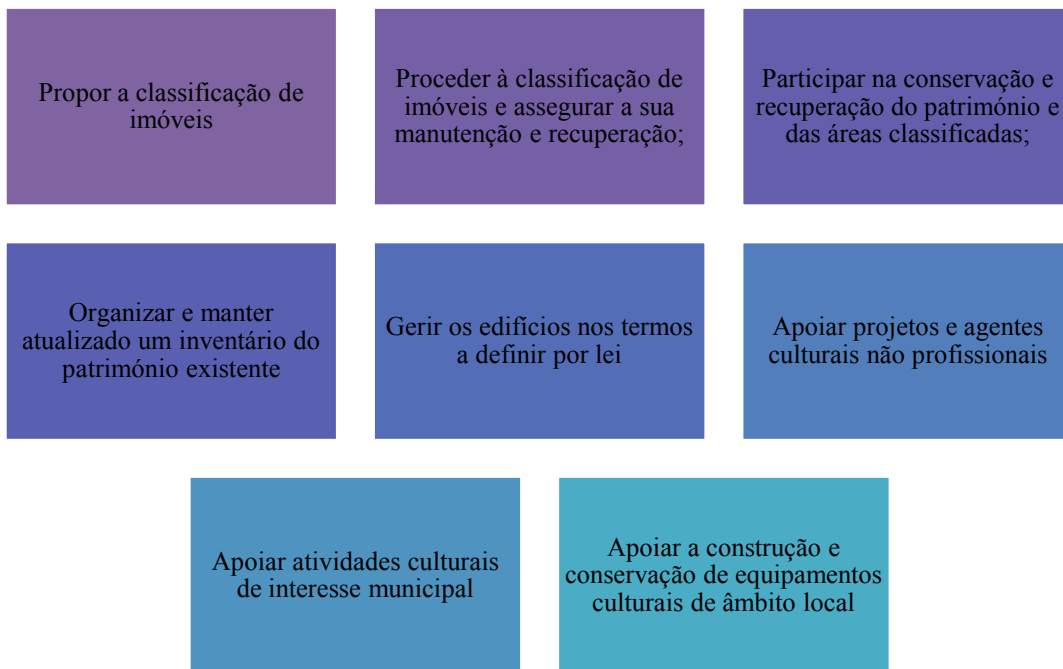 Propor a classificação de
imóveis
Proceder à classificação de
imóveis e assegurar a sua
manutenção e recuperação;
Participar na conservação e
recuperação do património e
das áreas classificadas;
Organizar e manter
atualizado um inventário do
património existente
Gerir os edifícios nos termos
a definir por lei
Apoiar projetos e agentes
culturais não profissionais
Apoiar atividades culturais
de interesse municipal
Apoiar a construção e
conservação de equipamentos
culturais de âmbito local